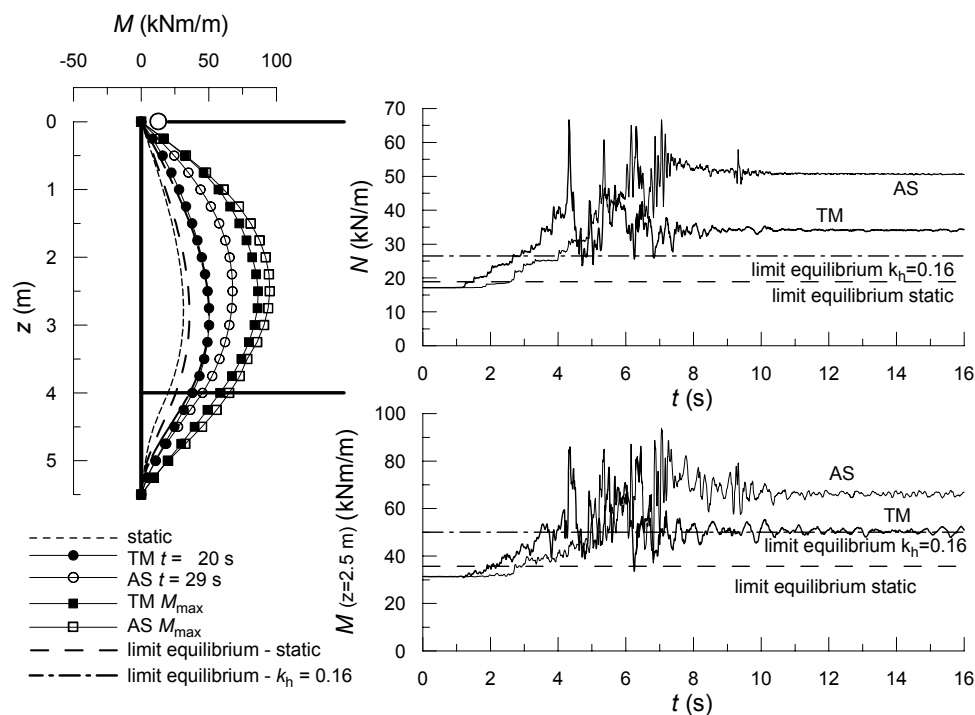 M (kNm/m)
-50 0 50 100
0
1
2
3
4
5
z (m)
static
TM t = 20 s
AS t = 29 s
TM Mmax
AS Mmax
limit equilibrium - static
limit equilibrium - kh = 0.16
70
60
50
40
30
20
10
0
N (kN/m)
AS
TM
limit equilibrium kh=0.16
limit equilibrium static
0 2 4 6 8 10 12 14 16
t (s)
100
80
60
40
20
0
M (z=2.5 m) (kNm/m)
AS
TM
limit equilibrium kh=0.16
limit equilibrium static
0 2 4 6 8 10 12 14 16
t (s)